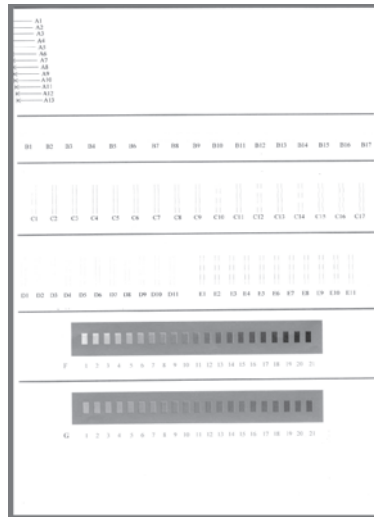 A1
A2
A3
A4
A5
A6
A7
A8
A9
A10
A11
A12
A13
B1 B2 B3 B4 B5 B6 B7 B8 B9 B10 B11 B12 B13 B14 B15 B16 B17
C1 C2 C3 C4 C5 C6 C7 C8 C9 C10 C11 C12 C13 C14 C15 C16 C17
D1 D2 D3 D4 D5 D6 D7 D8 D9 D10 D11 E1 E2 E3 E4 E5 E6 E7 E8 E9 E10 E11
F 1 2 3 4 5 6 7 8 9 10 11 12 13 14 15 16 17 18 19 20 21
G 1 2 3 4 5 6 7 8 9 10 11 12 13 14 15 16 17 18 19 20 21